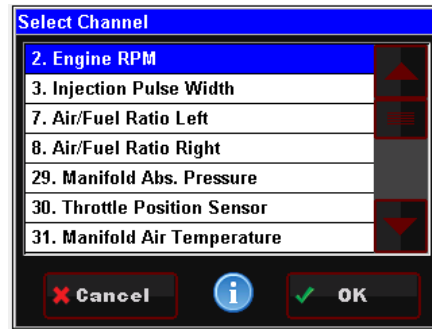 Select Channel
2. Engine RPM
3. Injection Pulse Width
7. Air/Fuel Ratio Left
8. Air/Fuel Ratio Right
29. Manifold Abs. Pressure
30. Throttle Position Sensor
31. Manifold Air Temperature
Cancel
i
OK